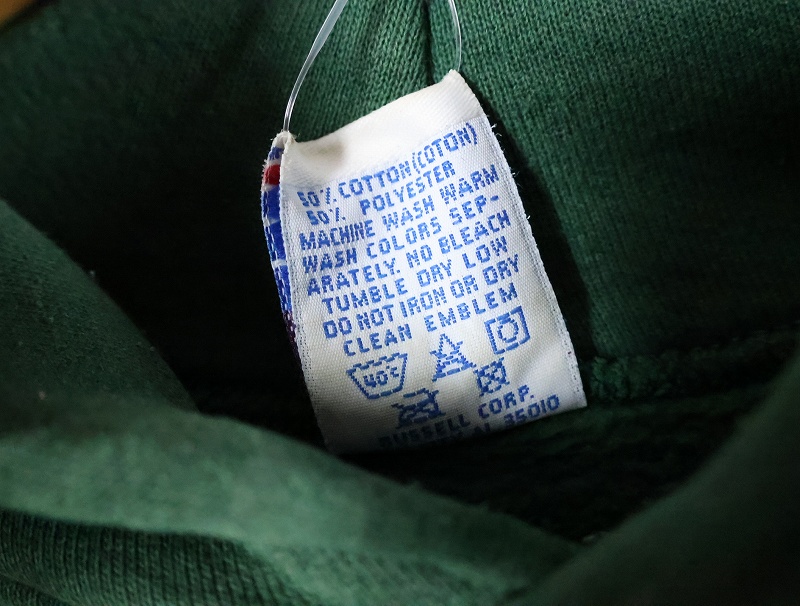 50% COTTON (COTON)
50% POLYESTER
MACHINE WASH WARM
WASH COLORS SEP-
ARATELY. NO BLEACH
TUMBLE DRY LOW
DO NOT IRON OR DRY
CLEAN EMBLEM
40°C
RUSSELL CORP.
AL 35010